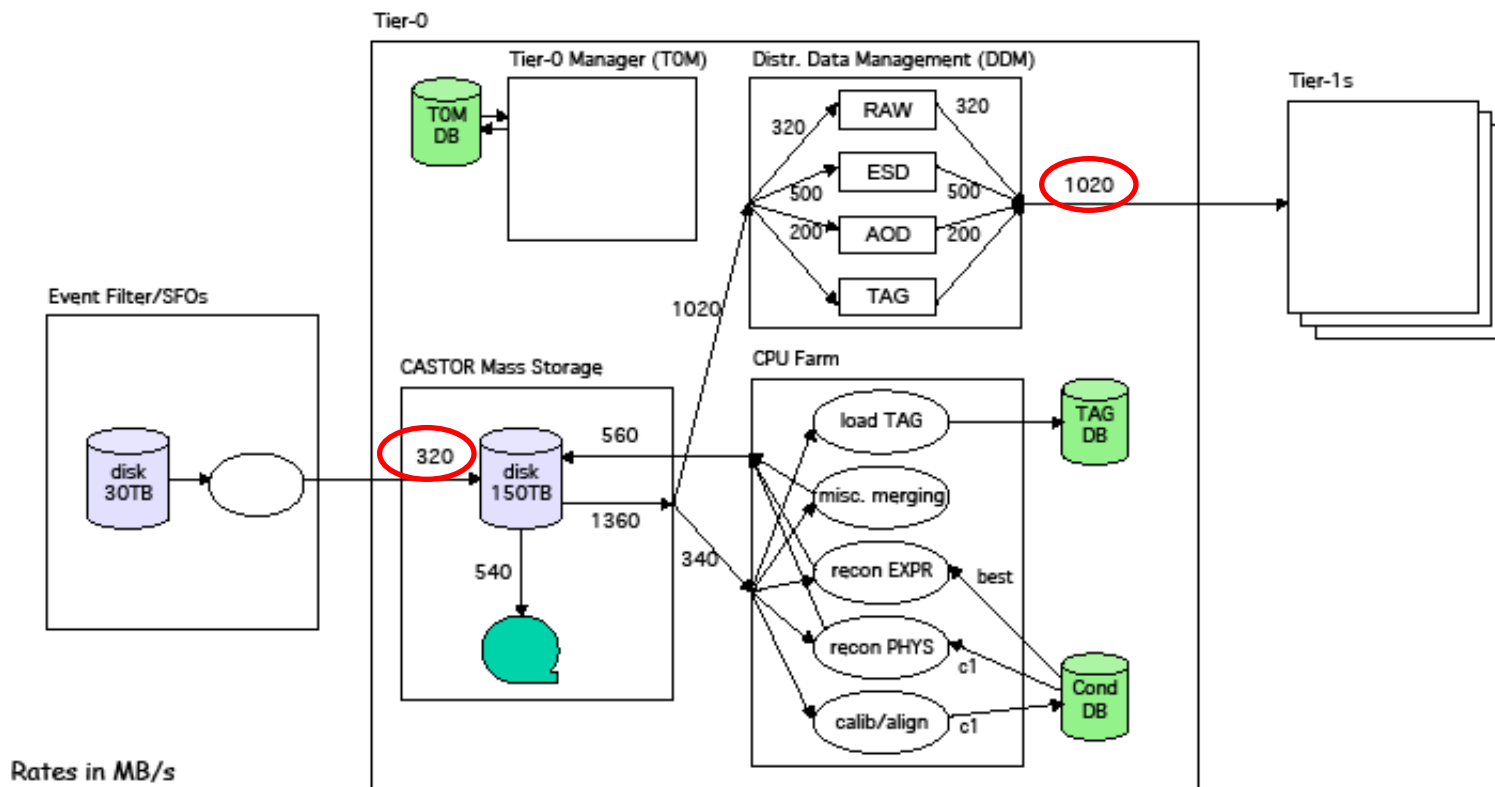 Tier-0
Tier-0 Manager (T0M)
Distr. Data Management (DDM)
Tier-1s
T0M
DB
RAW
320
320
ESD
500
500
1020
AOD
200
200
TAG
Event Filter/SFOs
1020
CASTOR Mass Storage
CPU Farm
load TAG
TAG
DB
320
560
disk
30TB
disk
150TB
misc. merging
1360
540
340
recon EXPR
best
recon PHYS
c1
Cond
DB
calib/align
c1
Rates in MB/s